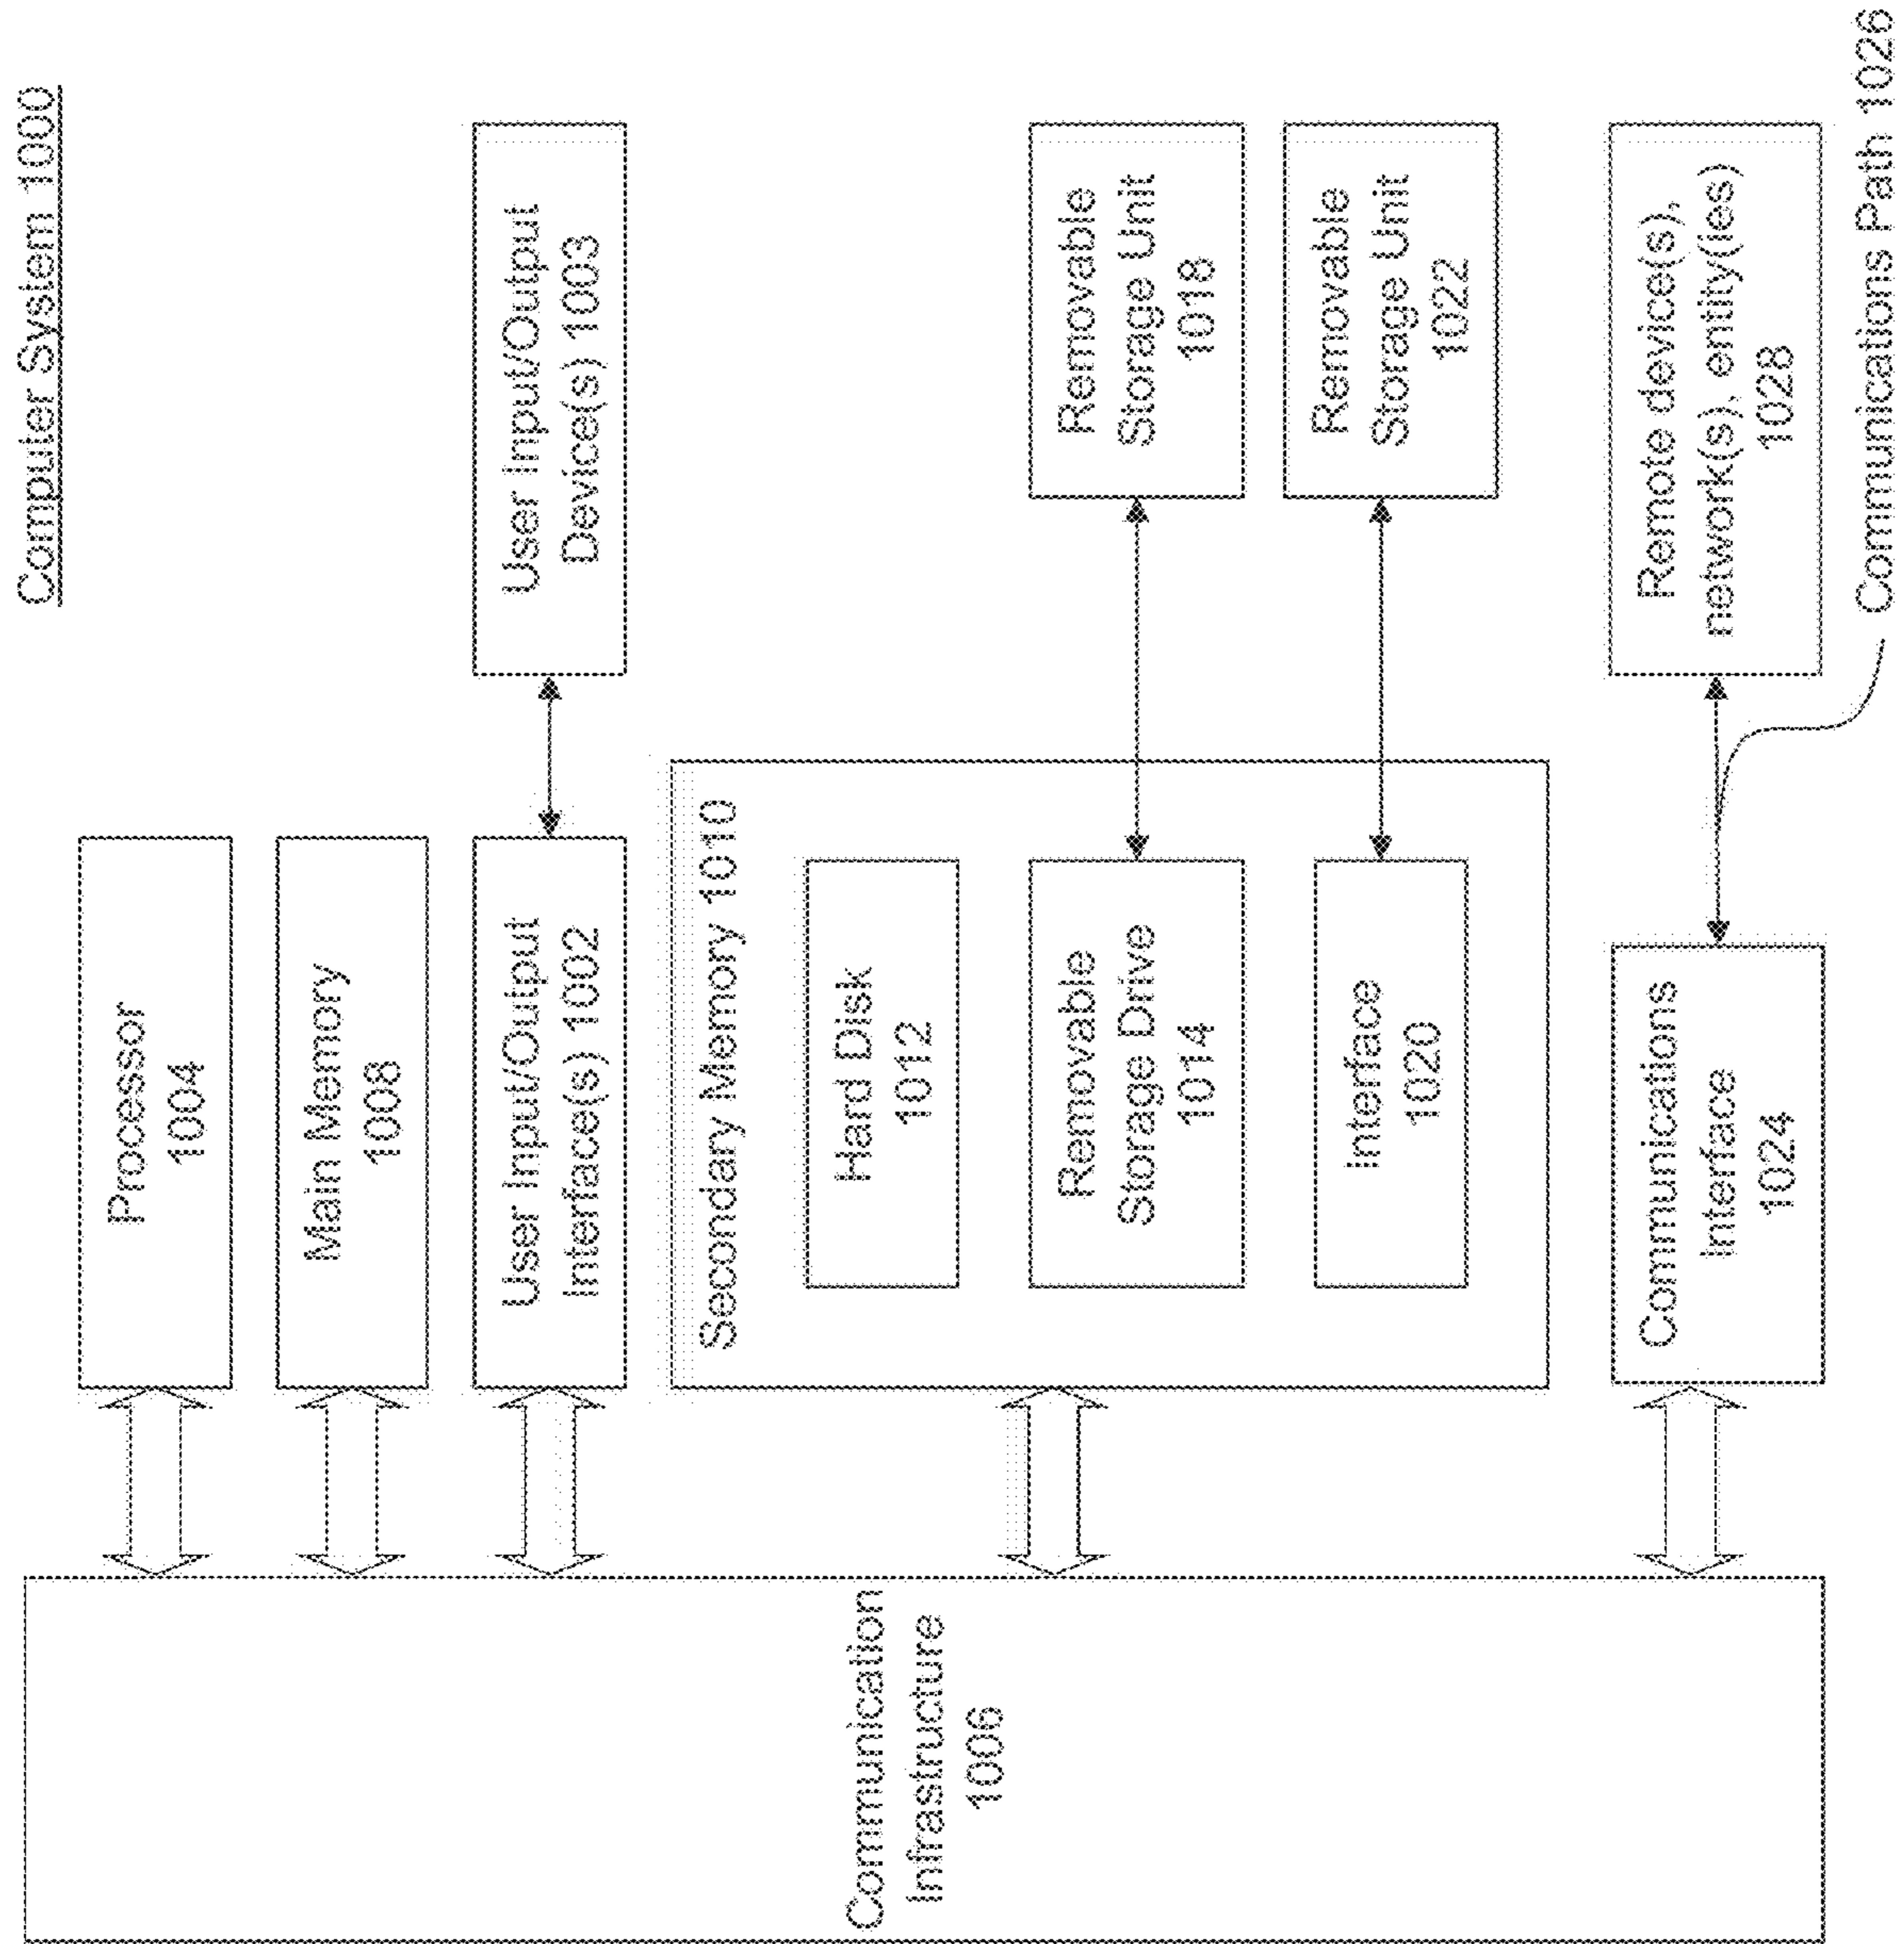 Computer System 1000
Processor
1004
Main Memory
1008
User Input/Output
Interface(s) 1002
User Input/Output
Device(s) 1003
Secondary Memory 1010
Hard Disk
1012
Removable
Storage Drive
1014
Removable
Storage Unit
1018
Interface
1020
Removable
Storage Unit
1022
Communication
Infrastructure
1006
Communications
Interface
1024
Remote device(s),
network(s), entity(ies)
1028
Communications Path 1026